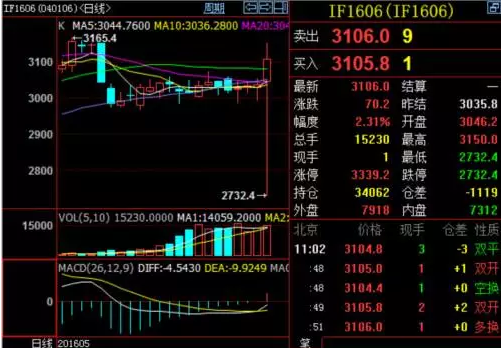 IF1606 (040106) <日线> 周期
K MA5:3044.7600 MA10:3036.2800 MA20:304
3165.4
3100
3000
2900
2800
2732.4
VOL(5,10) 15230.0000 MA1:14059.2000 MA2:
15000
MACD(26,12,9) DIFF:-4.5430 DEA:-9.9249 MAC
0
日线 201605
IF1606(IF1606)
卖出 3106.0 9
买入 3105.8 1
最新 3106.0 结算 —
涨跌 70.2 昨结 3035.8
幅度 2.31% 开盘 3046.2
总手 15230 最高 3150.0
现手 1 最低 2732.4
涨停 3339.2 跌停 2732.4
持仓 34062 仓差 -1119
外盘 7918 内盘 7312
北京 价格 现手 仓差 性质
11:02 3104.8 3 -3 双平
:48 3105.0 1 +1 双开
:48 3104.4 1 +0 空换
:49 3105.8 2 +2 双开
:51 3106.0 1 +0 多换
笔